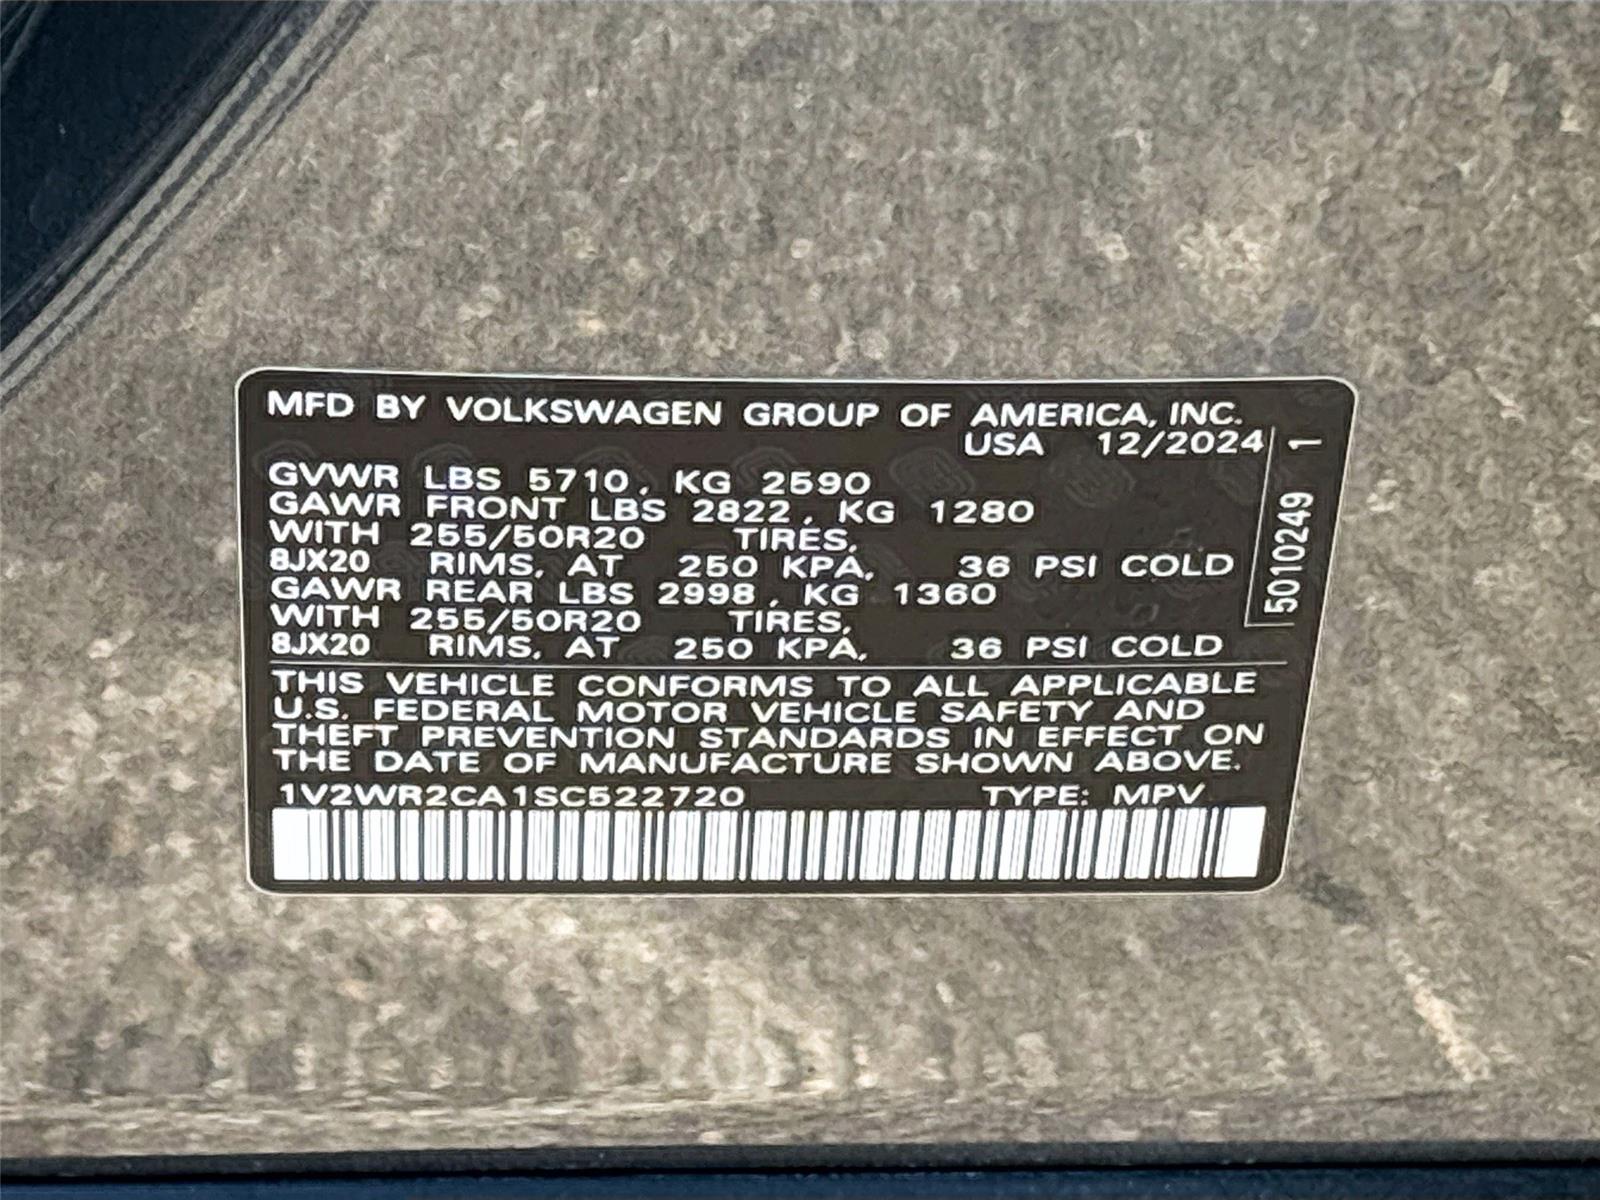 MFD BY VOLKSWAGEN GROUP OF AMERICA, INC.
USA 12/2024
GVWR LBS 5710, KG 2590
GAWR FRONT LBS 2822, KG 1280
WITH 255/50R20 TIRES,
8JX20 RIMS, AT 250 KPA, 36 PSI COLD
GAWR REAR LBS 2998, KG 1360
WITH 255/50R20 TIRES,
8JX20 RIMS, AT 250 KPA, 36 PSI COLD
THIS VEHICLE CONFORMS TO ALL APPLICABLE
U.S. FEDERAL MOTOR VEHICLE SAFETY AND
THEFT PREVENTION STANDARDS IN EFFECT ON
THE DATE OF MANUFACTURE SHOWN ABOVE.
1V2WR2CA1SC522720 TYPE: MPV
5010249 1